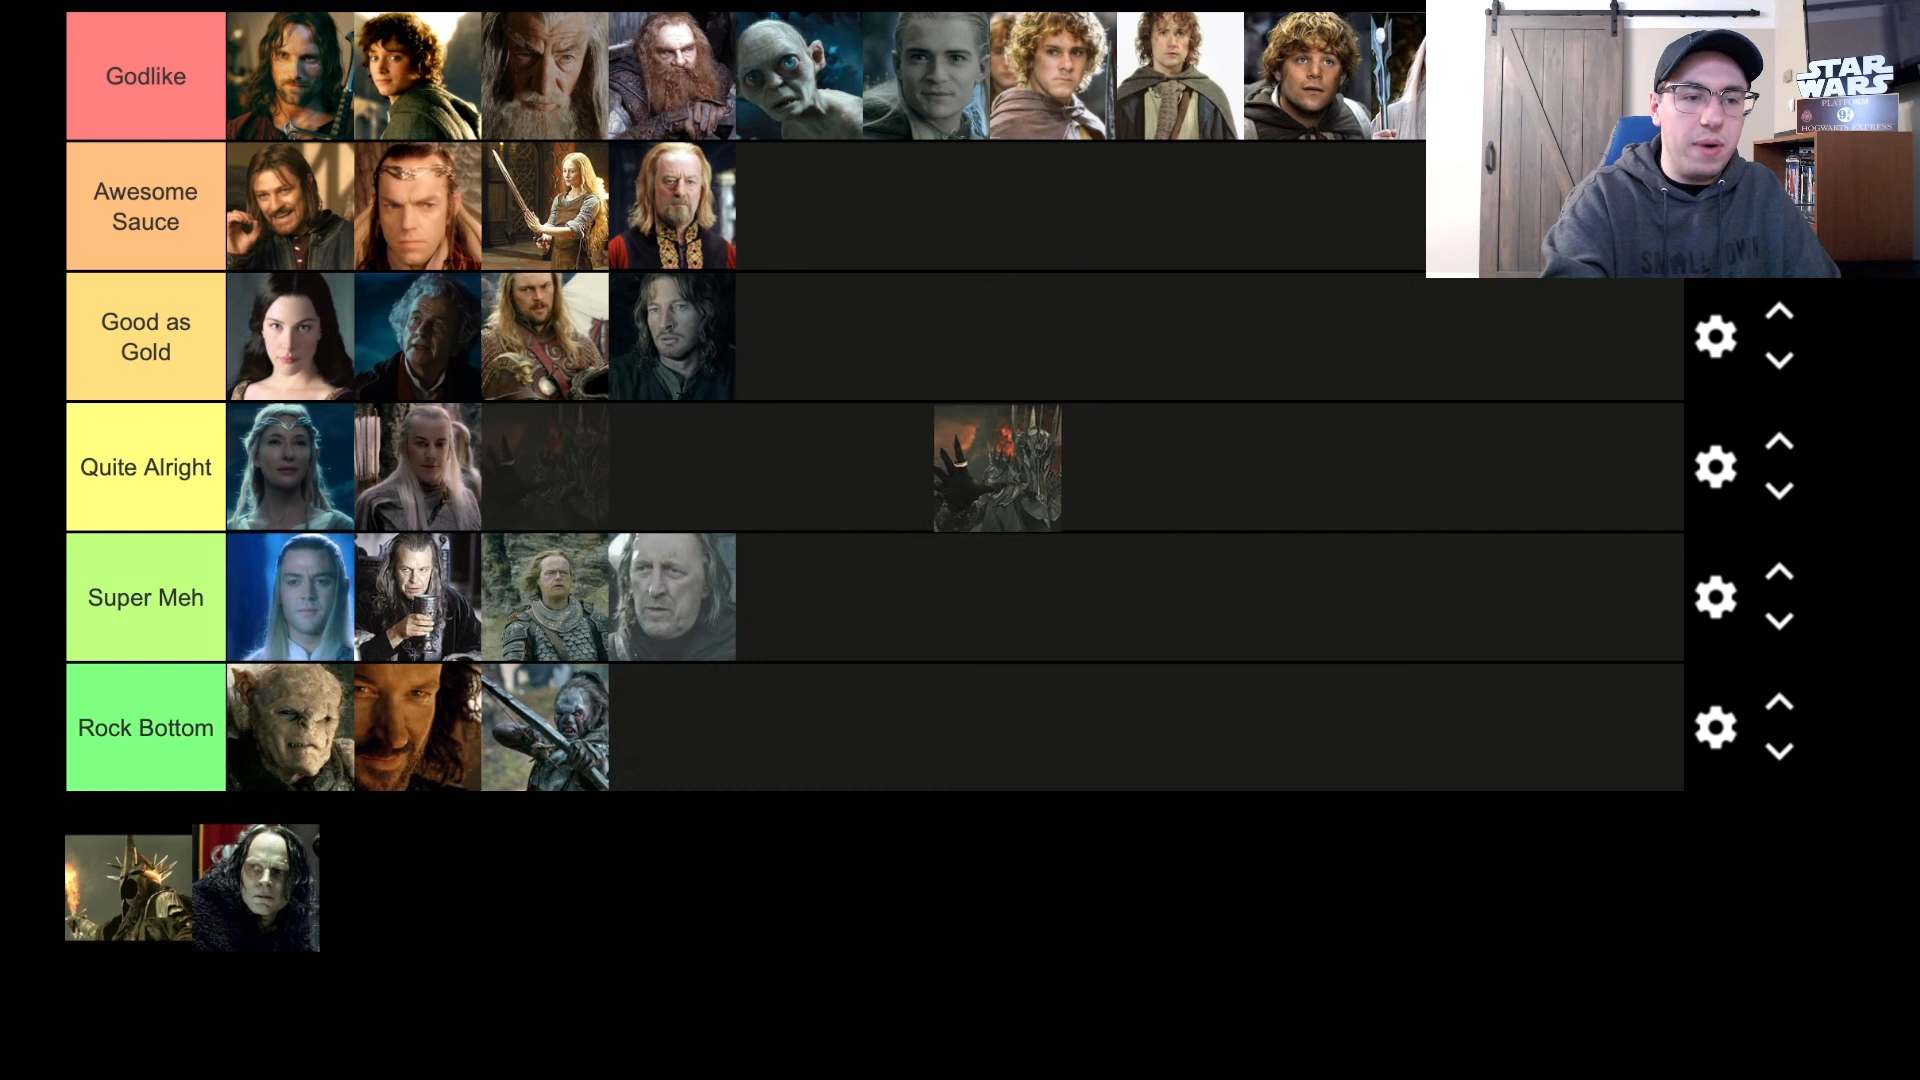 Godlike
Awesome
Sauce
Good as
Gold
Quite Alright
Super Meh
Rock Bottom
STAR
WARS
PLATFORM
HOGWARTS EXPRESS